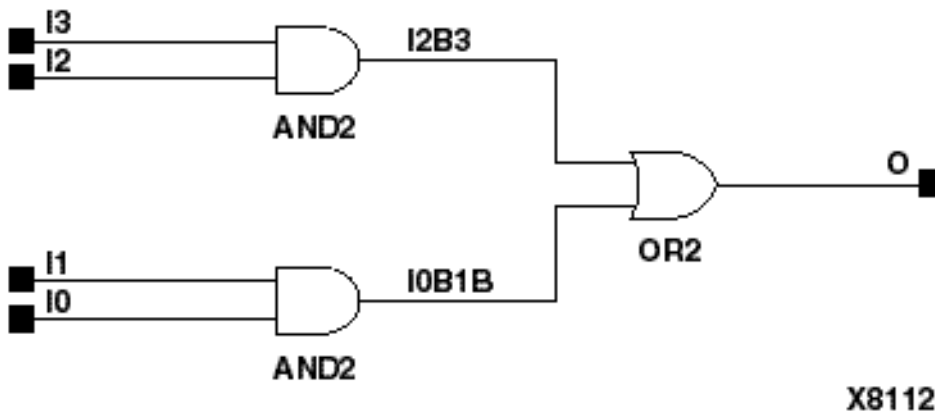 I3
I2
I2B3
AND2
O
OR2
I1
I0
I0B1B
AND2
X8112